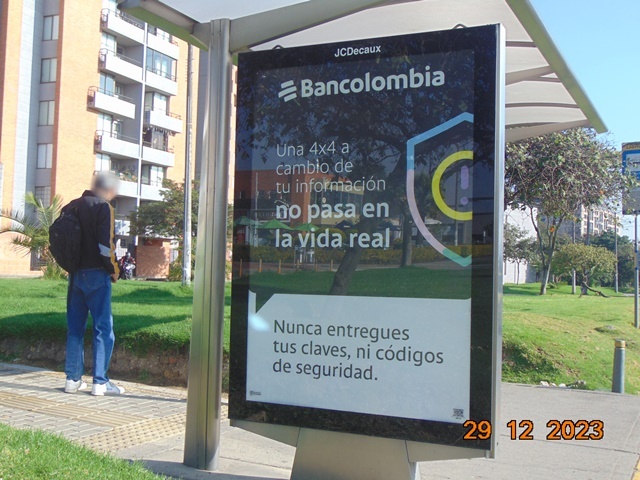 JCDecaux
Bancolombia
Una 4x4 a
cambio de
tu información
no pasa en
la vida real
Nunca entregues
tus claves, ni códigos
de seguridad.
29 12 2023